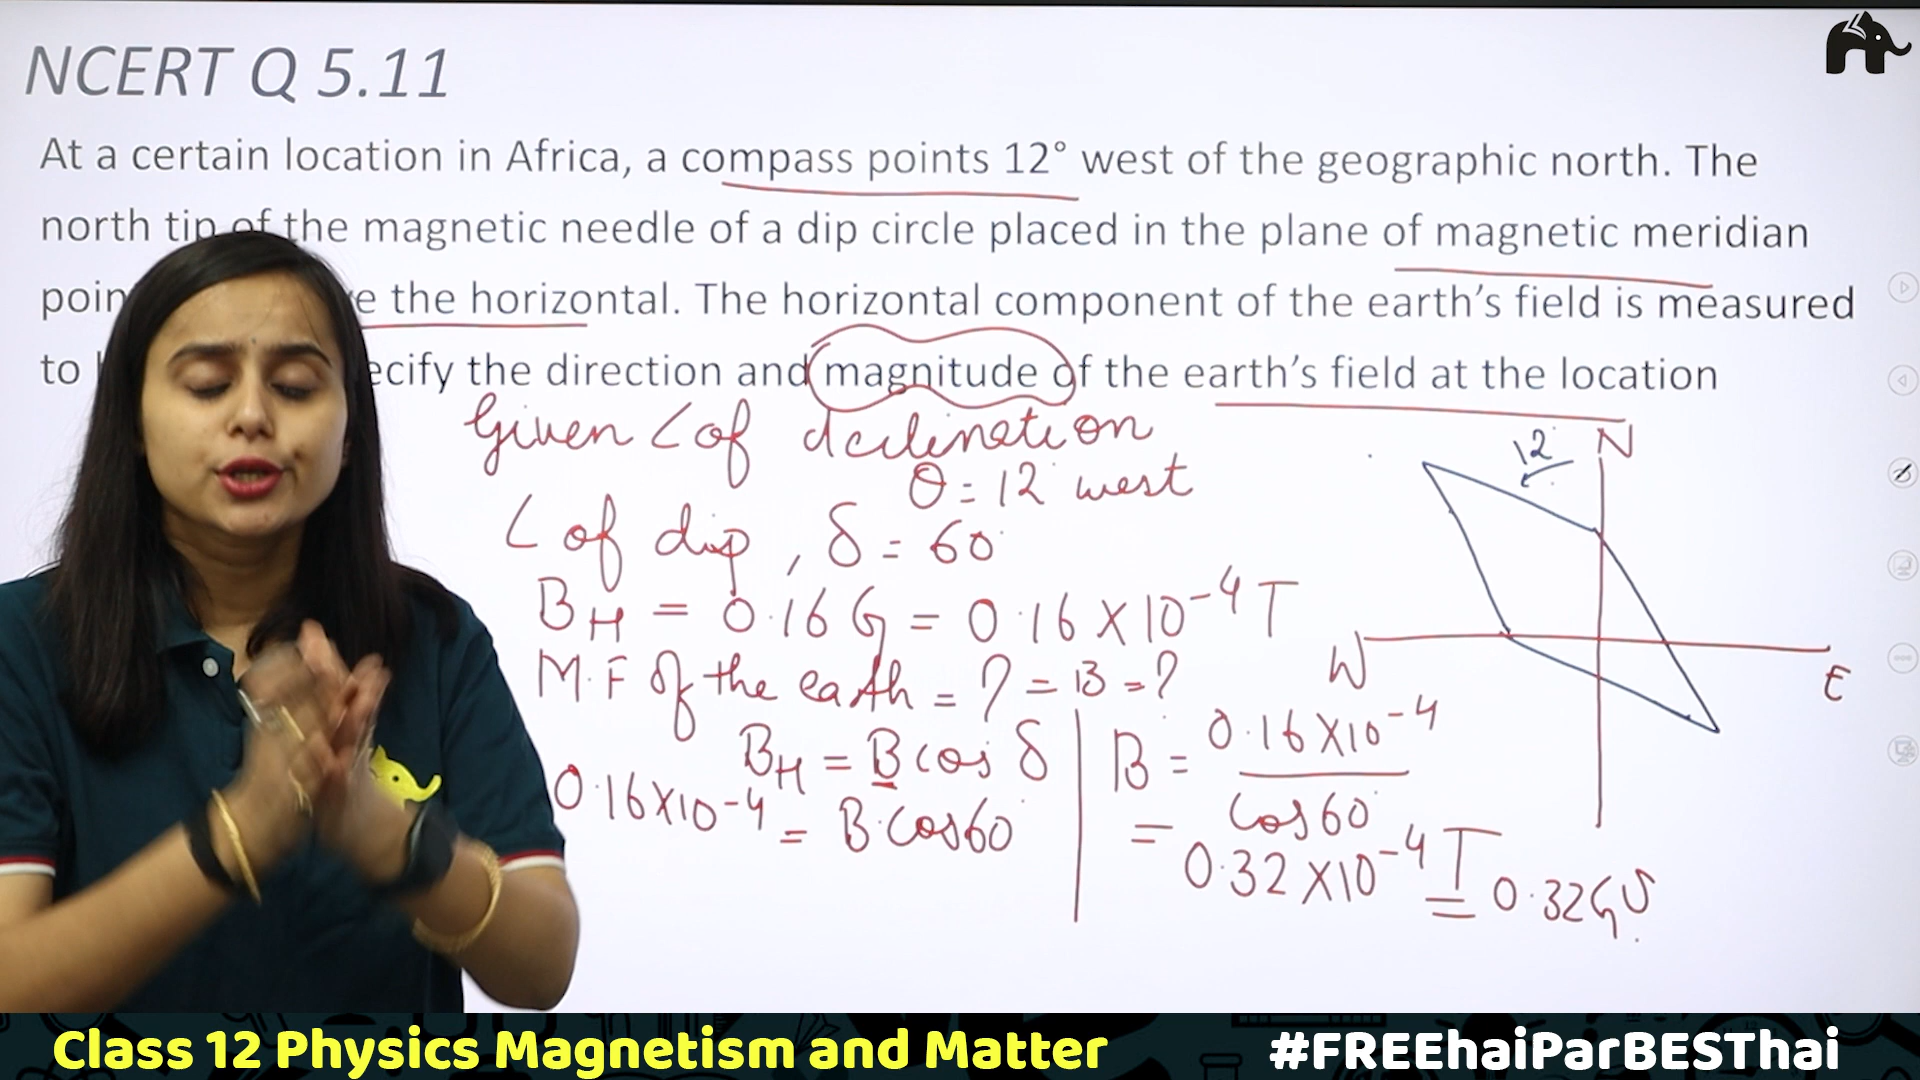 NCERT Q 5.11
At a certain location in Africa, a compass points 12° west of the geographic north. The
north tip of the magnetic needle of a dip circle placed in the plane of magnetic meridian
poin e the horizontal. The horizontal component of the earth's field is measured
to ecify the direction and magnitude of the earth's field at the location
Given ∠ of declination
θ = 12° west
∠ of dip, δ = 60°
B_H = 0.16 G = 0.16 X 10⁻⁴ T
M.F of the earth = ? = B = ?
B_H = B cos δ
0.16 X 10⁻⁴ = B cos 60°
B = 0.16 X 10⁻⁴
cos 60°
= 0.32 X 10⁻⁴ T = 0.32 G
12°
N
W
E
Class 12 Physics Magnetism and Matter
#FREEhaiParBESThai